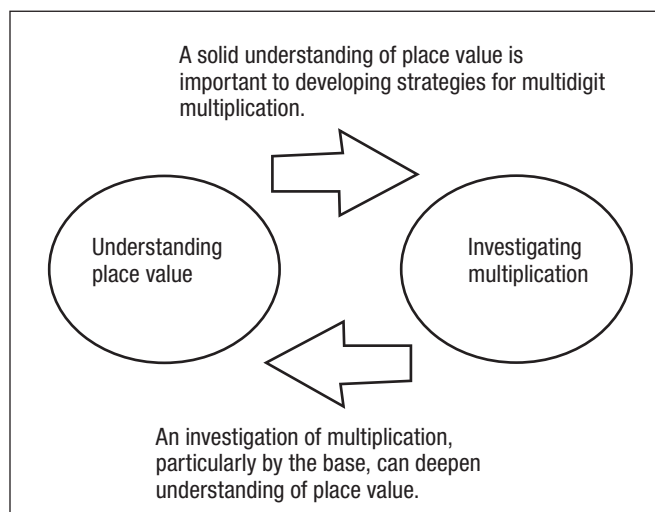 A solid understanding of place value is
important to developing strategies for multidigit
multiplication.
Understanding
place value
Investigating
multiplication
An investigation of multiplication,
particularly by the base, can deepen
understanding of place value.